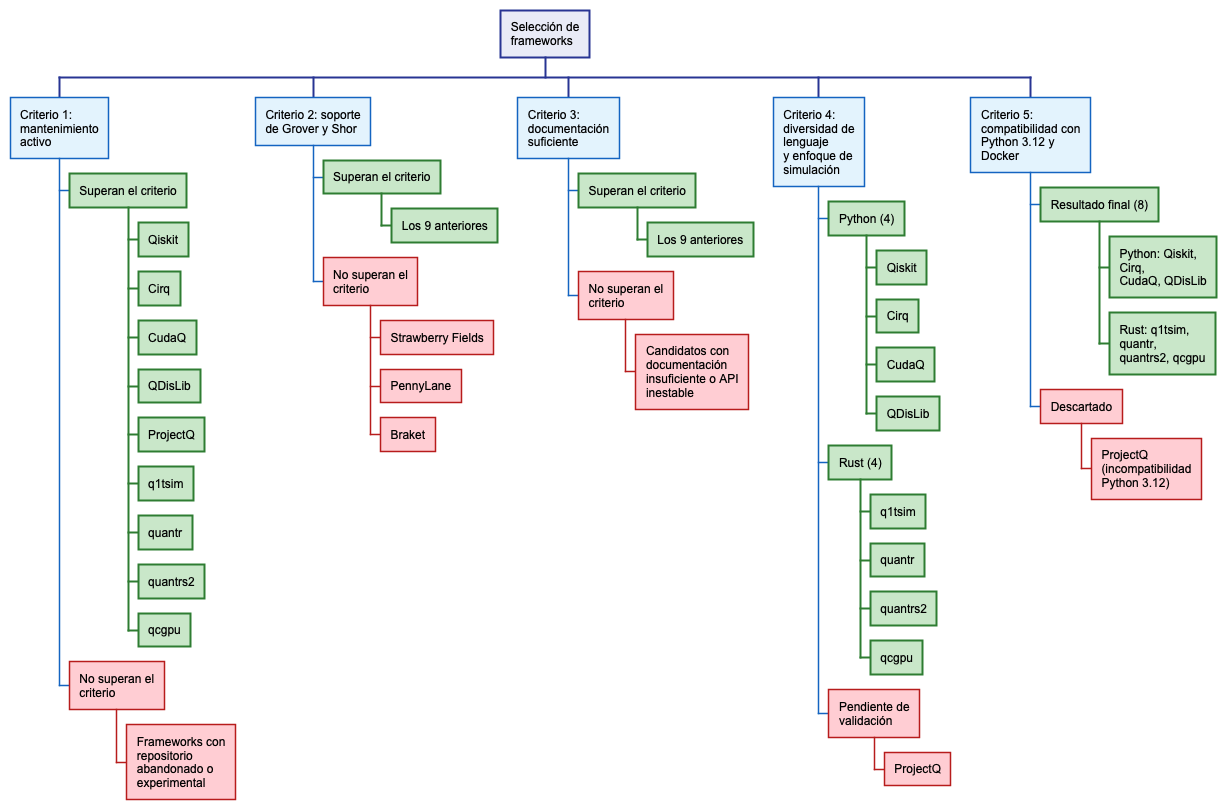 Selección de
frameworks
Criterio 1:
mantenimiento
activo
Superan el criterio
Qiskit
Cirq
CudaQ
QDisLib
ProjectQ
q1tsim
quantr
quantrs2
qcgpu
No superan el
criterio
Frameworks con
repositorio
abandonado o
experimental
Criterio 2: soporte
de Grover y Shor
Superan el criterio
Los 9 anteriores
No superan el
criterio
Strawberry Fields
PennyLane
Braket
Criterio 3:
documentación
suficiente
Superan el criterio
Los 9 anteriores
No superan el
criterio
Candidatos con
documentación
insuficiente o API
inestable
Criterio 4:
diversidad de
lenguaje
y enfoque de
simulación
Python (4)
Qiskit
Cirq
CudaQ
QDisLib
Rust (4)
q1tsim
quantr
quantrs2
qcgpu
Pendiente de
validación
ProjectQ
Criterio 5:
compatibilidad con
Python 3.12 y
Docker
Resultado final (8)
Python: Qiskit,
Cirq,
CudaQ, QDisLib
Rust: q1tsim,
quantr,
quantrs2, qcgpu
Descartado
ProjectQ
(incompatibilidad
Python 3.12)